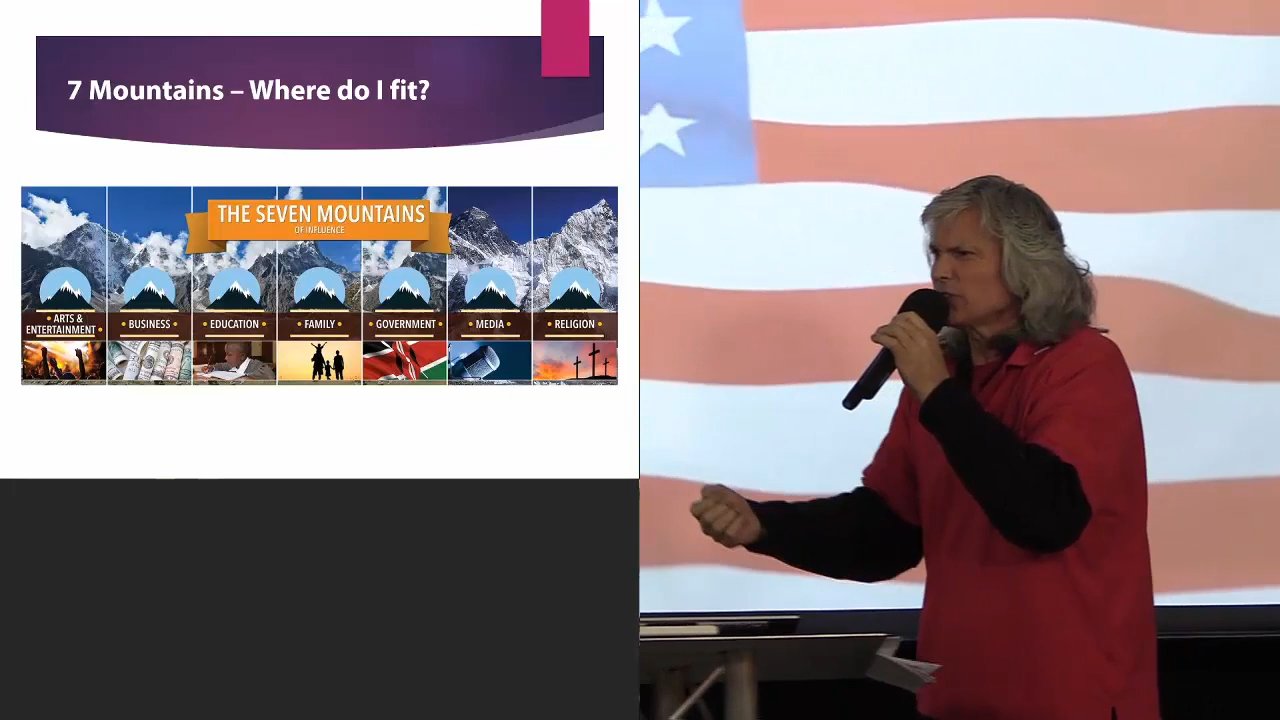 7 Mountains – Where do I fit?
THE SEVEN MOUNTAINS
OF INFLUENCE
• ARTS & ENTERTAINMENT •
• BUSINESS •
• EDUCATION •
• FAMILY •
• GOVERNMENT •
• MEDIA •
• RELIGION •